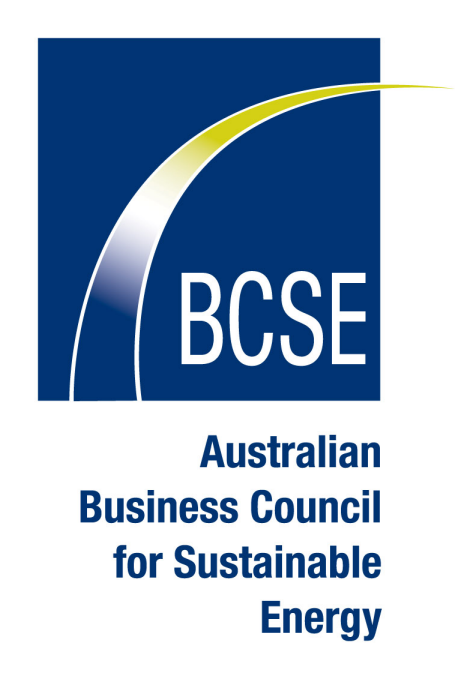 BCSE
Australian
Business Council
for Sustainable
Energy